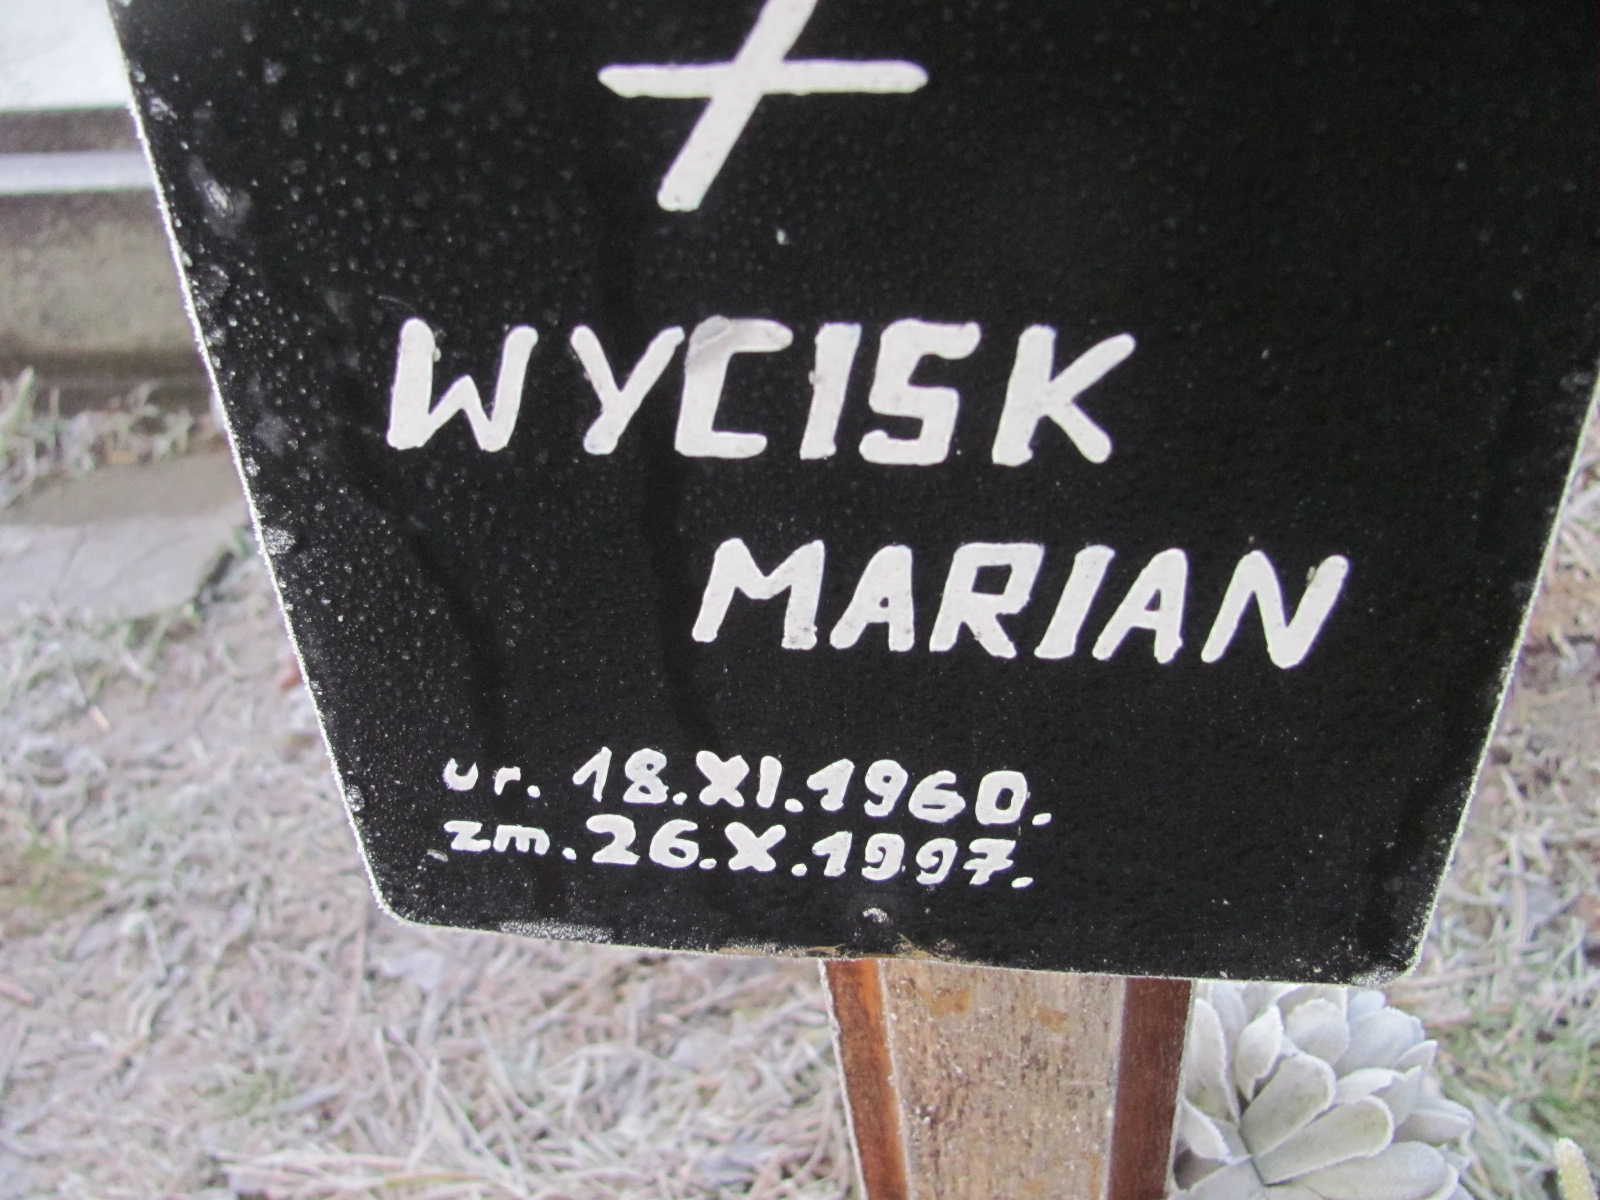 WYCISK
MARIAN
ur. 18.XI.1960.
zm. 26.X.1997.